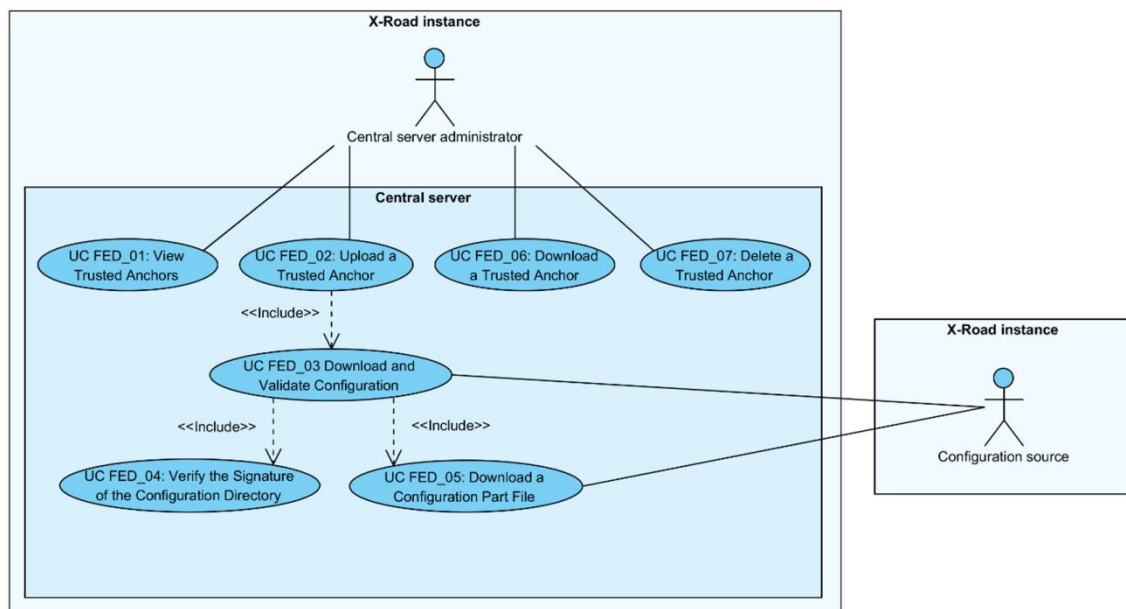 X-Road instance
Central server administrator
Central server
UC FED_01: View
Trusted Anchors
UC FED_02: Upload a
Trusted Anchor
UC FED_06: Download
a Trusted Anchor
UC FED_07: Delete a
Trusted Anchor
<<Include>>
X-Road instance
UC FED_03 Download and
Validate Configuration
<<Include>>
<<Include>>
Configuration source
UC FED_04: Verify the Signature
of the Configuration Directory
UC FED_05: Download a
Configuration Part File